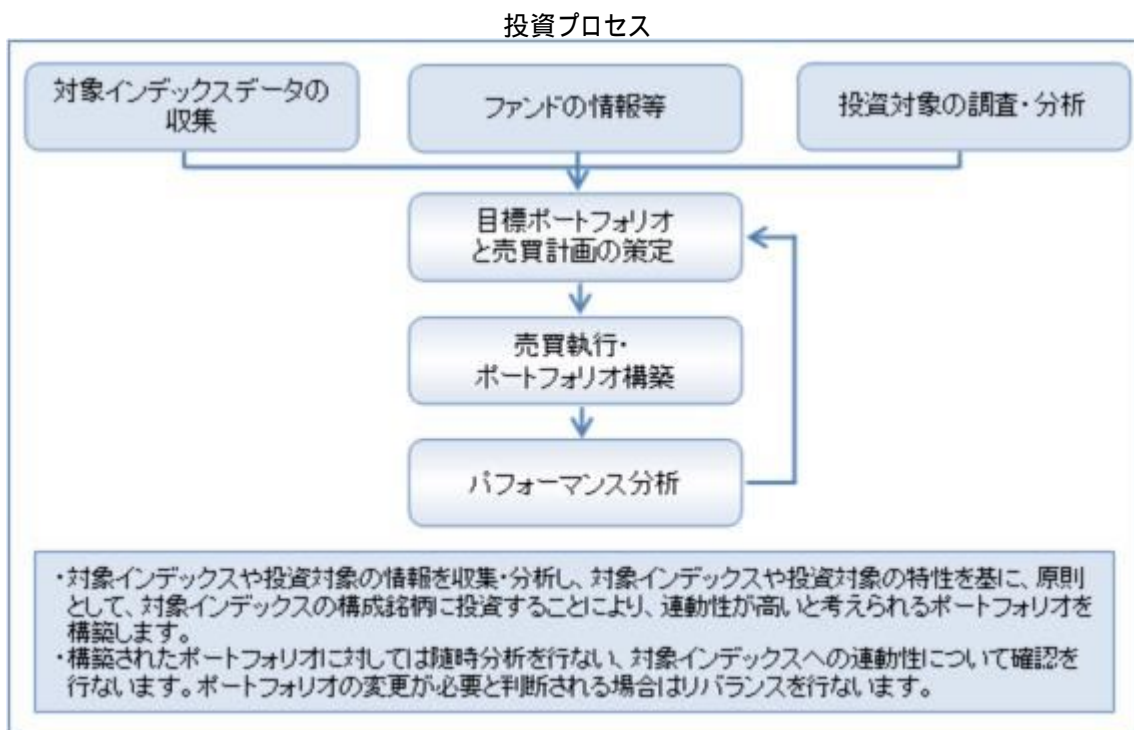 投資プロセス
対象インデックスデータの
収集
ファンドの情報等
投資対象の調査・分析
目標ポートフォリオ
と売買計画の策定
売買執行・
ポートフォリオ構築
パフォーマンス分析
・対象インデックスや投資対象の情報を収集・分析し、対象インデックスや投資対象の特性を基に、原則
として、対象インデックスの構成銘柄に投資することにより、連動性が高いと考えられるポートフォリオを
構築します。
・構築されたポートフォリオに対しては随時分析を行ない、対象インデックスへの連動性について確認を
行ないます。ポートフォリオの変更が必要と判断される場合はリバランスを行ないます。